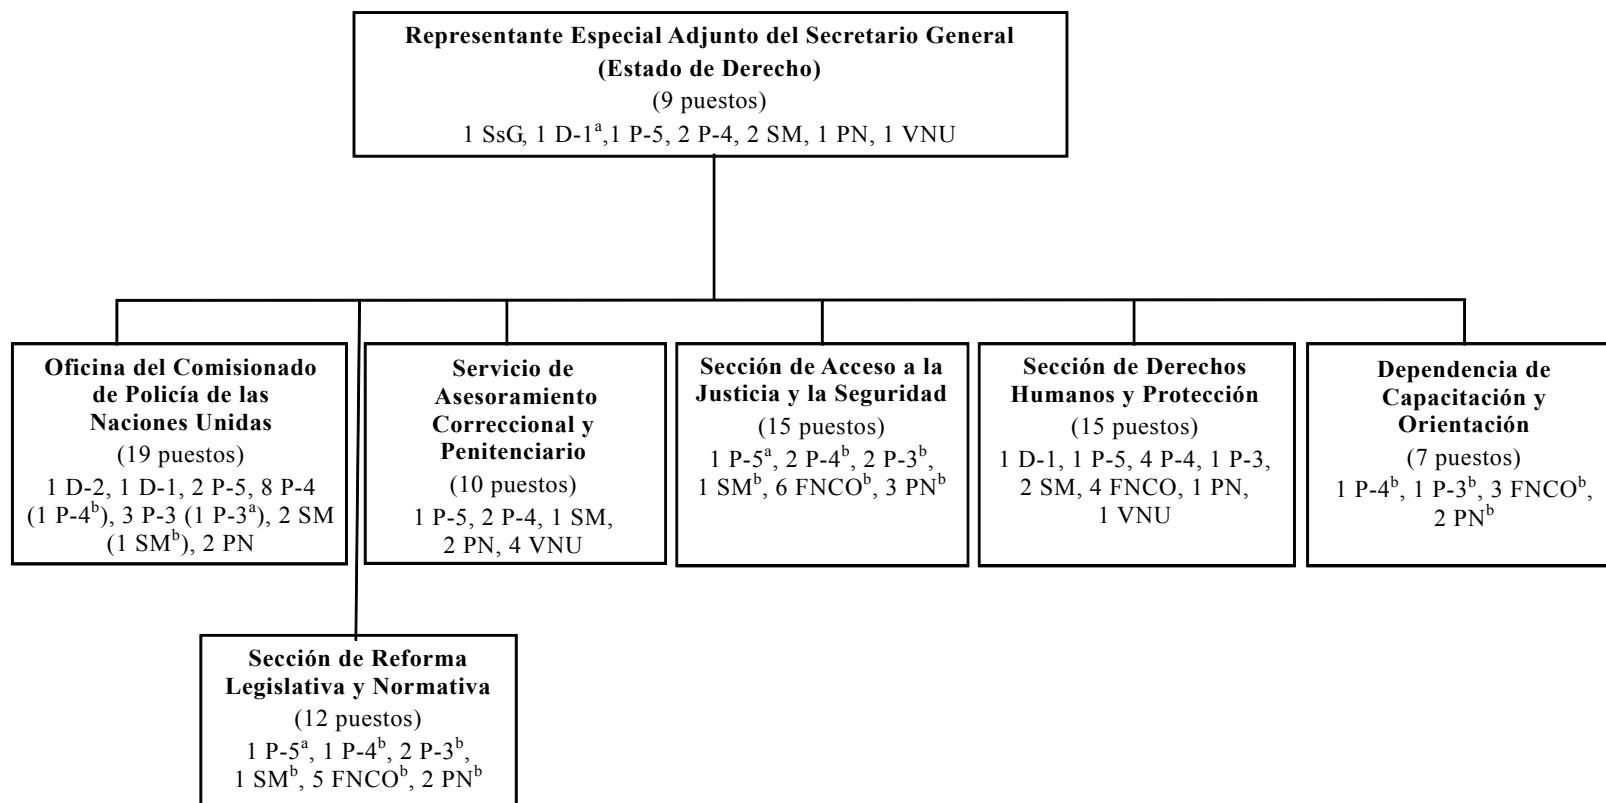 Representante Especial Adjunto del Secretario General
(Estado de Derecho)
(9 puestos)
1 SsG, 1 D-1ᵃ,1 P-5, 2 P-4, 2 SM, 1 PN, 1 VNU
Oficina del Comisionado
de Policía de las
Naciones Unidas
(19 puestos)
1 D-2, 1 D-1, 2 P-5, 8 P-4
(1 P-4ᵇ), 3 P-3 (1 P-3ᵃ), 2 SM
(1 SMᵇ), 2 PN
Servicio de
Asesoramiento
Correccional y
Penitenciario
(10 puestos)
1 P-5, 2 P-4, 1 SM,
2 PN, 4 VNU
Sección de Acceso a la
Justicia y la Seguridad
(15 puestos)
1 P-5ᵃ, 2 P-4ᵇ, 2 P-3ᵇ,
1 SMᵇ, 6 FNCOᵇ, 3 PNᵇ
Sección de Derechos
Humanos y Protección
(15 puestos)
1 D-1, 1 P-5, 4 P-4, 1 P-3,
2 SM, 4 FNCO, 1 PN,
1 VNU
Dependencia de
Capacitación y
Orientación
(7 puestos)
1 P-4ᵇ, 1 P-3ᵇ, 3 FNCOᵇ,
2 PNᵇ
Sección de Reforma
Legislativa y Normativa
(12 puestos)
1 P-5ᵃ, 1 P-4ᵇ, 2 P-3ᵇ,
1 SMᵇ, 5 FNCOᵇ, 2 PNᵇ